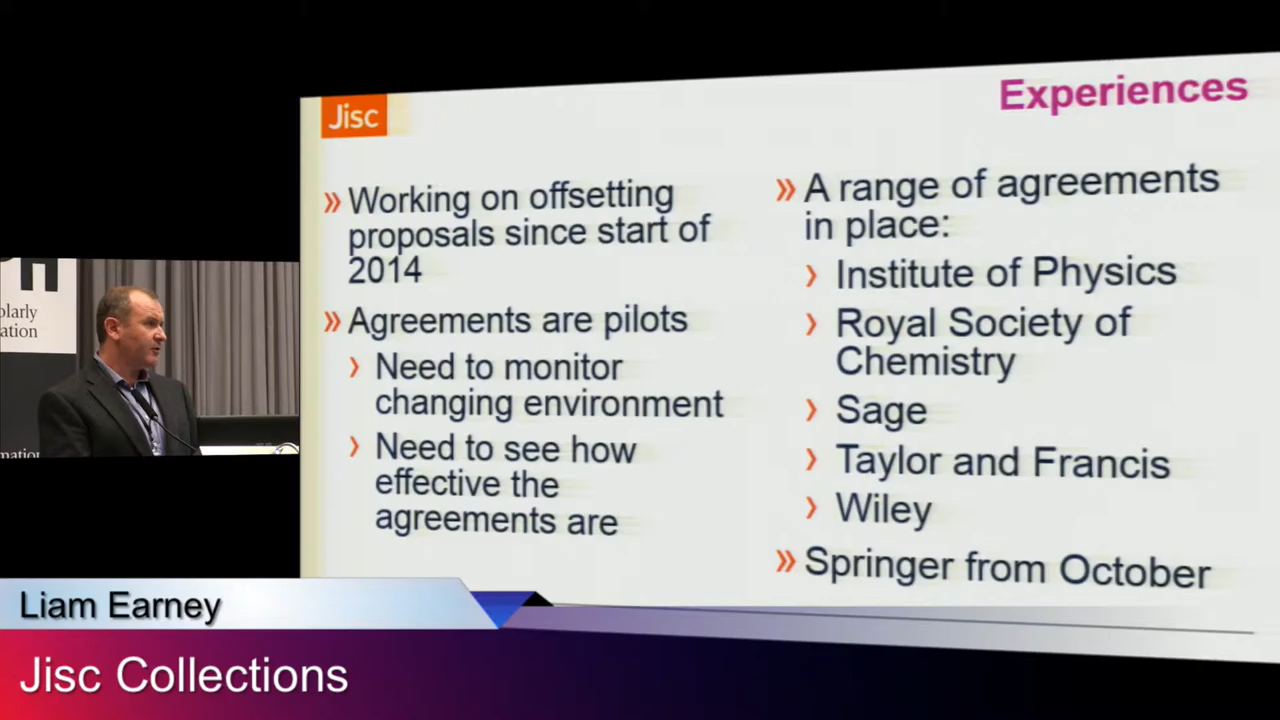 Jisc
Experiences
» Working on offsetting
proposals since start of
2014
» Agreements are pilots
› Need to monitor
changing environment
› Need to see how
effective the
agreements are
» A range of agreements
in place:
› Institute of Physics
› Royal Society of
Chemistry
› Sage
› Taylor and Francis
› Wiley
» Springer from October
Liam Earney
Jisc Collections